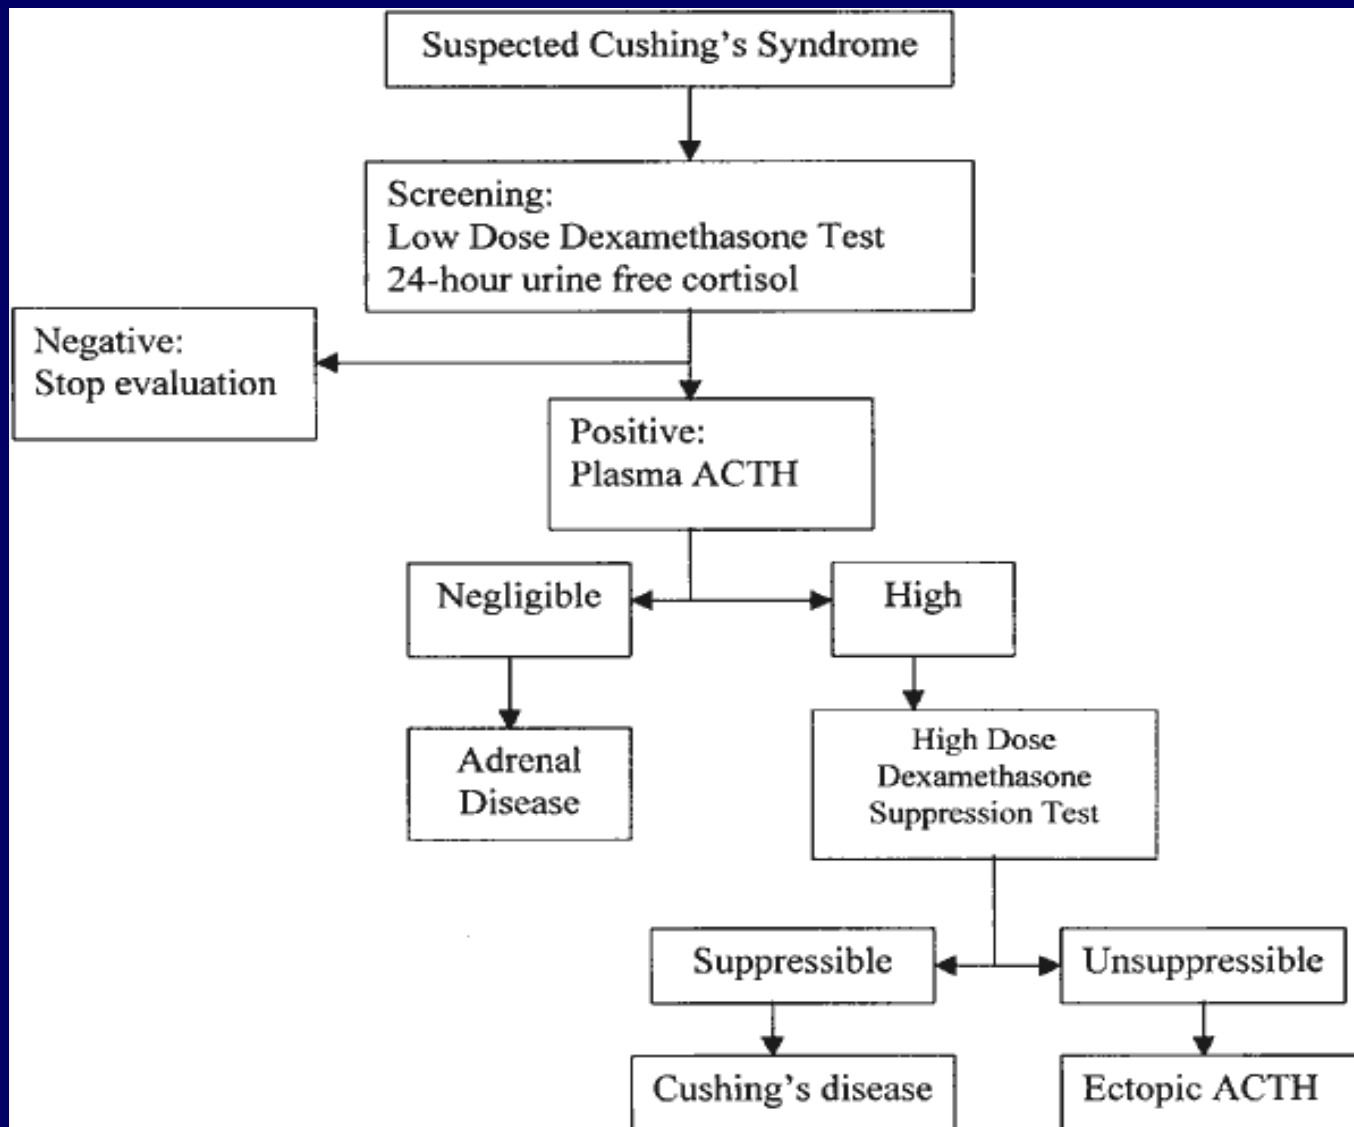 Suspected Cushing's Syndrome
Screening:
Low Dose Dexamethasone Test
24-hour urine free cortisol
Negative:
Stop evaluation
Positive:
Plasma ACTH
Negligible
High
Adrenal
Disease
High Dose
Dexamethasone
Suppression Test
Suppressible
Unsuppressible
Cushing's disease
Ectopic ACTH